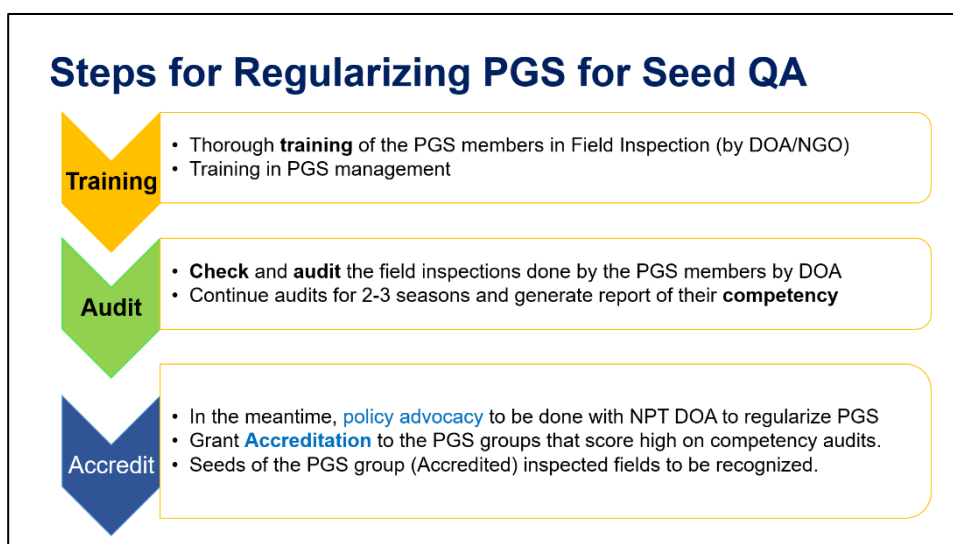 Steps for Regularizing PGS for Seed QA
Training
• Thorough training of the PGS members in Field Inspection (by DOA/NGO)
• Training in PGS management
Audit
• Check and audit the field inspections done by the PGS members by DOA
• Continue audits for 2-3 seasons and generate report of their competency
Accredit
• In the meantime, policy advocacy to be done with NPT DOA to regularize PGS
• Grant Accreditation to the PGS groups that score high on competency audits.
• Seeds of the PGS group (Accredited) inspected fields to be recognized.